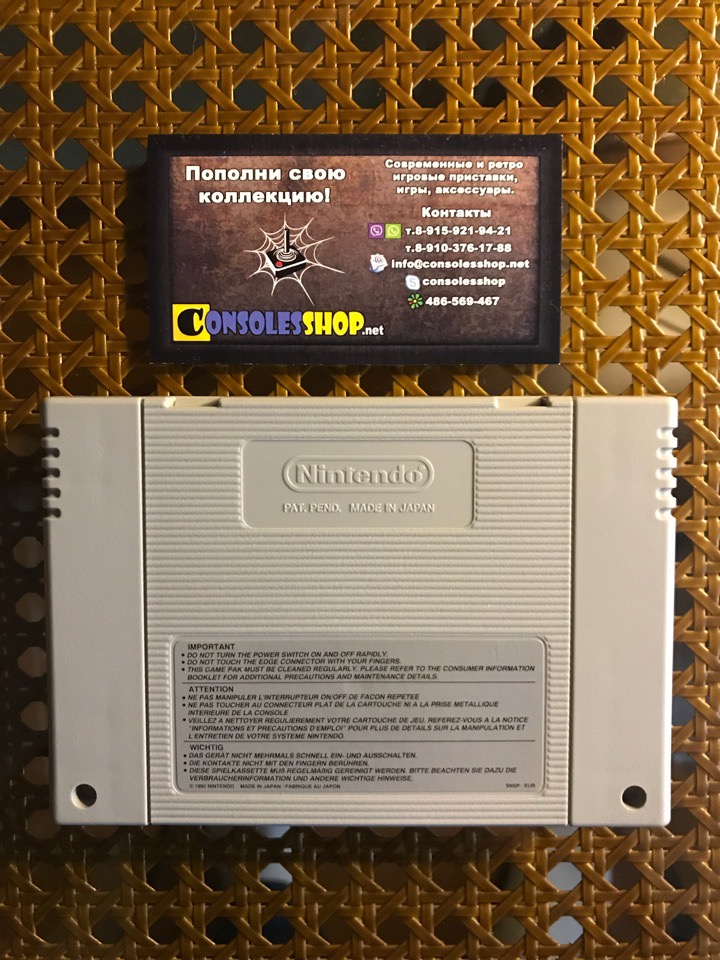 Пополни свою
коллекцию!
Современные и ретро
игровые приставки,
игры, аксессуары.
Контакты
т.8-915-921-94-21
т.8-910-376-17-88
info@consolesshop.net
consolesshop
486-569-467
CONSOLESSHOP.net
Nintendo
PAT. PEND. MADE IN JAPAN
IMPORTANT
• DO NOT TURN THE POWER SWITCH ON AND OFF RAPIDLY.
• DO NOT TOUCH THE EDGE CONNECTOR WITH YOUR FINGERS.
• THIS GAME PAK MUST BE CLEANED REGULARLY. PLEASE REFER TO THE CONSUMER INFORMATION
BOOKLET FOR ADDITIONAL PRECAUTIONS AND MAINTENANCE DETAILS.
ATTENTION
• NE PAS MANIPULER L'INTERRUPTEUR ON/OFF DE FACON REPETEE
• NE PAS TOUCHER AU CONNECTEUR PLAT DE LA CARTOUCHE NI A LA PRISE METALLIQUE
INTERIEURE DE LA CONSOLE
• VEILLEZ A NETTOYER REGULIEREMENT VOTRE CARTOUCHE DE JEU. REFEREZ-VOUS A LA NOTICE
"INFORMATIONS ET PRECAUTIONS D'EMPLOI" POUR PLUS DE DETAILS SUR LA MANIPULATION ET
L'ENTRETIEN DE VOTRE SYSTEME NINTENDO.
WICHTIG
• DAS GERÄT NICHT MEHRMALS SCHNELL EIN- UND AUSSCHALTEN.
• DIE KONTAKTE NICHT MIT DEN FINGERN BERÜHREN.
• DIESE SPIELKASSETTE MUß REGELMÄßIG GEREINIGT WERDEN. BITTE BEACHTEN SIE DAZU DIE
VERBRAUCHERINFORMATION UND ANDERE WICHTIGE HINWEISE.
© 1992 NINTENDO / MADE IN JAPAN / FABRIQUE AU JAPON
SNSP - EUR